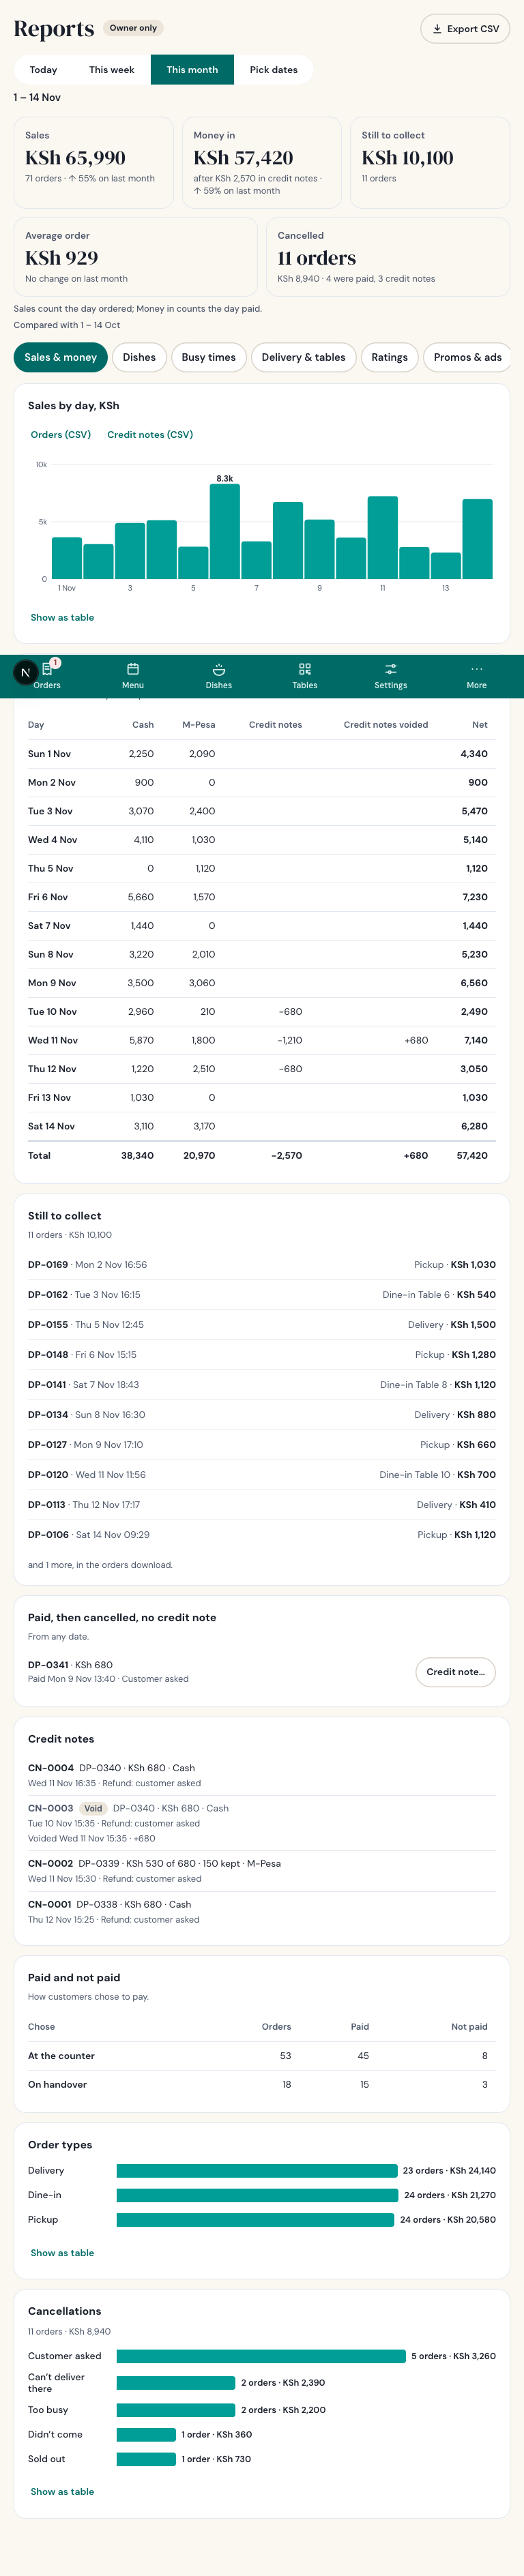 Reports
Owner only
Export CSV
Today
This week
This month
Pick dates
1 – 14 Nov
Sales
KSh 65,990
71 orders · ↑ 55% on last month
Money in
KSh 57,420
after KSh 2,570 in credit notes ·
↑ 59% on last month
Still to collect
KSh 10,100
11 orders
Average order
KSh 929
No change on last month
Cancelled
11 orders
KSh 8,940 · 4 were paid, 3 credit notes
Sales count the day ordered; Money in counts the day paid.
Compared with 1 – 14 Oct
Sales & money
Dishes
Busy times
Delivery & tables
Ratings
Promos & ads
Sales by day, KSh
Orders (CSV)
Credit notes (CSV)
10k
8.3k
5k
0
1 Nov
3
5
7
9
11
13
Show as table
N
1
Orders
Menu
Dishes
Tables
Settings
More
Day Cash M-Pesa Credit notes Credit notes voided Net
Sun 1 Nov 2,250 2,090 4,340
Mon 2 Nov 900 0 900
Tue 3 Nov 3,070 2,400 5,470
Wed 4 Nov 4,110 1,030 5,140
Thu 5 Nov 0 1,120 1,120
Fri 6 Nov 5,660 1,570 7,230
Sat 7 Nov 1,440 0 1,440
Sun 8 Nov 3,220 2,010 5,230
Mon 9 Nov 3,500 3,060 6,560
Tue 10 Nov 2,960 210 -680 2,490
Wed 11 Nov 5,870 1,800 -1,210 +680 7,140
Thu 12 Nov 1,220 2,510 -680 3,050
Fri 13 Nov 1,030 0 1,030
Sat 14 Nov 3,110 3,170 6,280
Total 38,340 20,970 -2,570 +680 57,420
Still to collect
11 orders · KSh 10,100
DP-0169 · Mon 2 Nov 16:56 Pickup · KSh 1,030
DP-0162 · Tue 3 Nov 16:15 Dine-in Table 6 · KSh 540
DP-0155 · Thu 5 Nov 12:45 Delivery · KSh 1,500
DP-0148 · Fri 6 Nov 15:15 Pickup · KSh 1,280
DP-0141 · Sat 7 Nov 18:43 Dine-in Table 8 · KSh 1,120
DP-0134 · Sun 8 Nov 16:30 Delivery · KSh 880
DP-0127 · Mon 9 Nov 17:10 Pickup · KSh 660
DP-0120 · Wed 11 Nov 11:56 Dine-in Table 10 · KSh 700
DP-0113 · Thu 12 Nov 17:17 Delivery · KSh 410
DP-0106 · Sat 14 Nov 09:29 Pickup · KSh 1,120
and 1 more, in the orders download.
Paid, then cancelled, no credit note
From any date.
DP-0341 · KSh 680
Paid Mon 9 Nov 13:40 · Customer asked
Credit note...
Credit notes
CN-0004 DP-0340 · KSh 680 · Cash
Wed 11 Nov 16:35 · Refund: customer asked
CN-0003 Void DP-0340 · KSh 680 · Cash
Tue 10 Nov 15:35 · Refund: customer asked
Voided Wed 11 Nov 15:35 · +680
CN-0002 DP-0339 · KSh 530 of 680 · 150 kept · M-Pesa
Wed 11 Nov 15:30 · Refund: customer asked
CN-0001 DP-0338 · KSh 680 · Cash
Thu 12 Nov 15:25 · Refund: customer asked
Paid and not paid
How customers chose to pay.
Chose Orders Paid Not paid
At the counter 53 45 8
On handover 18 15 3
Order types
Delivery 23 orders · KSh 24,140
Dine-in 24 orders · KSh 21,270
Pickup 24 orders · KSh 20,580
Show as table
Cancellations
11 orders · KSh 8,940
Customer asked 5 orders · KSh 3,260
Can't deliver
there
2 orders · KSh 2,390
Too busy 2 orders · KSh 2,200
Didn't come 1 order · KSh 360
Sold out 1 order · KSh 730
Show as table